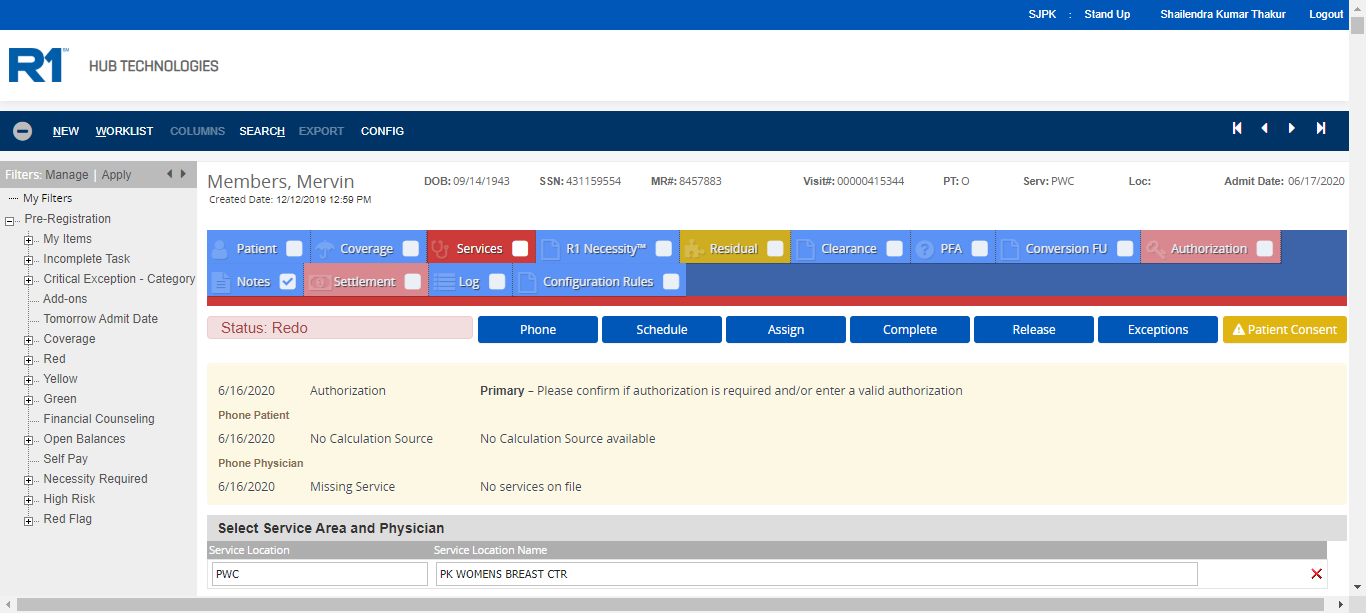 SJPK : Stand Up Shailendra Kumar Thakur Logout
R1 HUB TECHNOLOGIES
NEW WORKLIST COLUMNS SEARCH EXPORT CONFIG
Filters: Manage | Apply
My Filters
Pre-Registration
My Items
Incomplete Task
Critical Exception - Category
Add-ons
Tomorrow Admit Date
Coverage
Red
Yellow
Green
Financial Counseling
Open Balances
Self Pay
Necessity Required
High Risk
Red Flag
Members, Mervin DOB: 09/14/1943 SSN: 431159554 MR#: 8457883 Visit#: 00000415344 PT: O Serv: PWC Loc: Admit Date: 06/17/2020
Created Date: 12/12/2019 12:59 PM
Patient Coverage Services R1 Necessity™ Residual Clearance PFA Conversion FU Authorization
Notes Settlement Log Configuration Rules
Status: Redo Phone Schedule Assign Complete Release Exceptions Patient Consent
6/16/2020 Authorization Primary – Please confirm if authorization is required and/or enter a valid authorization
Phone Patient
6/16/2020 No Calculation Source No Calculation Source available
Phone Physician
6/16/2020 Missing Service No services on file
Select Service Area and Physician
Service Location Service Location Name
PWC PK WOMENS BREAST CTR